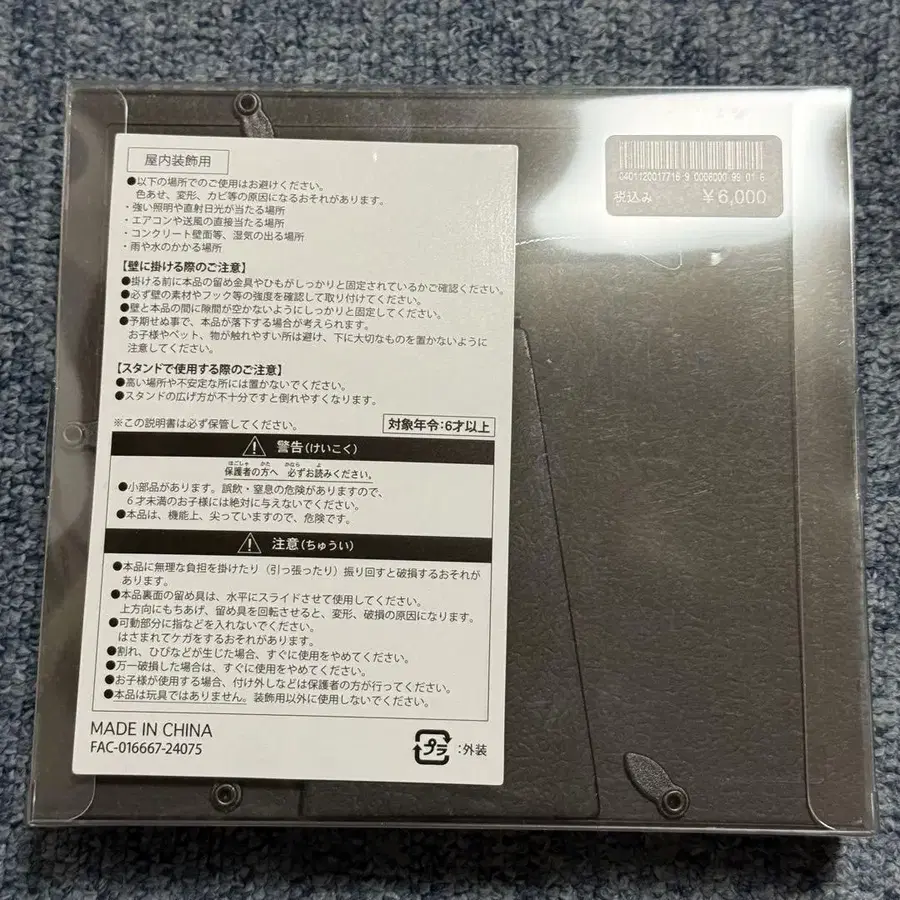 0401120017716 9 0006000 99 01 6
税込み ¥6,000
屋内装飾用
●以下の場所でのご使用はお避けください。
色あせ、変形、カビ等の原因になるおそれがあります。
・強い照明や直射日光が当たる場所
・エアコンや送風の直接当たる場所
・コンクリート壁面等、湿気の出る場所
・雨や水のかかる場所
【壁に掛ける際のご注意】
●掛ける前に本品の留め金具やひもがしっかりと固定されているかご確認ください。
●必ず壁の素材やフック等の強度を確認して取り付けてください。
●壁と本品の間に隙間が空かないようにしっかりと固定してください。
●予期せぬ事で、本品が落下する場合が考えられます。
お子様やペット、物が触れやすい所は避け、下に大切なものを置かないように
注意してください。
【スタンドで使用する際のご注意】
●高い場所や不安定な所には置かないでください。
●スタンドの広げ方が不十分ですと倒れやすくなります。
※この説明書は必ず保管してください。
対象年令:6才以上
警告(けいこく)
ほごしゃ かた かなら よ
保護者の方へ 必ずお読みください。
●小部品があります。誤飲・窒息の危険がありますので、
6才未満のお子様には絶対に与えないでください。
●本品は、機能上、尖っていますので、危険です。
注意(ちゅうい)
●本品に無理な負担を掛けたり(引っ張ったり)振り回すと破損するおそれが
あります。
●本品裏面の留め具は、水平にスライドさせて使用してください。
上方向にもちあげ、留め具を回転させると、変形、破損の原因になります。
●可動部分に指などを入れないでください。
はさまれてケガをするおそれがあります。
●割れ、ひびなどが生じた場合、すぐに使用をやめてください。
●万一破損した場合は、すぐに使用をやめてください。
●お子様が使用する場合、付け外しなどは保護者の方が行ってください。
●本品は玩具ではありません。装飾用以外に使用しないでください。
MADE IN CHINA
FAC-016667-24075
プラ :外装